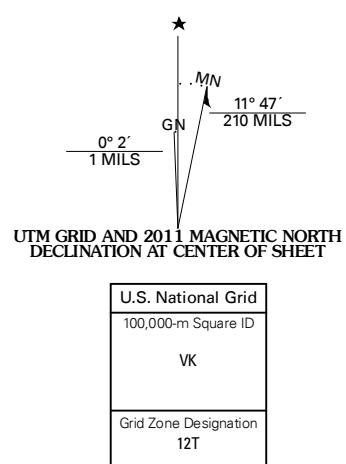 ★
MN
GN
11° 47´
210 MILS
0° 2´
1 MILS
UTM GRID AND 2011 MAGNETIC NORTH
DECLINATION AT CENTER OF SHEET
U.S. National Grid
100,000-m Square ID
VK
Grid Zone Designation
12T